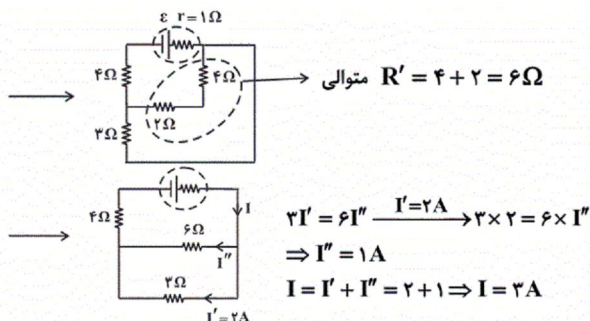 ε r=۱Ω
۴Ω
۴Ω
۲Ω
۳Ω
متوالی R′ = ۴ + ۲ = ۶Ω
۴Ω
I
۶Ω
I″
۳Ω
I′=۲A
۳I′ = ۶I″ I′=۲A → ۳ × ۲ = ۶ × I″
⇒ I″ = ۱A
I = I′ + I″ = ۲ + ۱ ⇒ I = ۳A